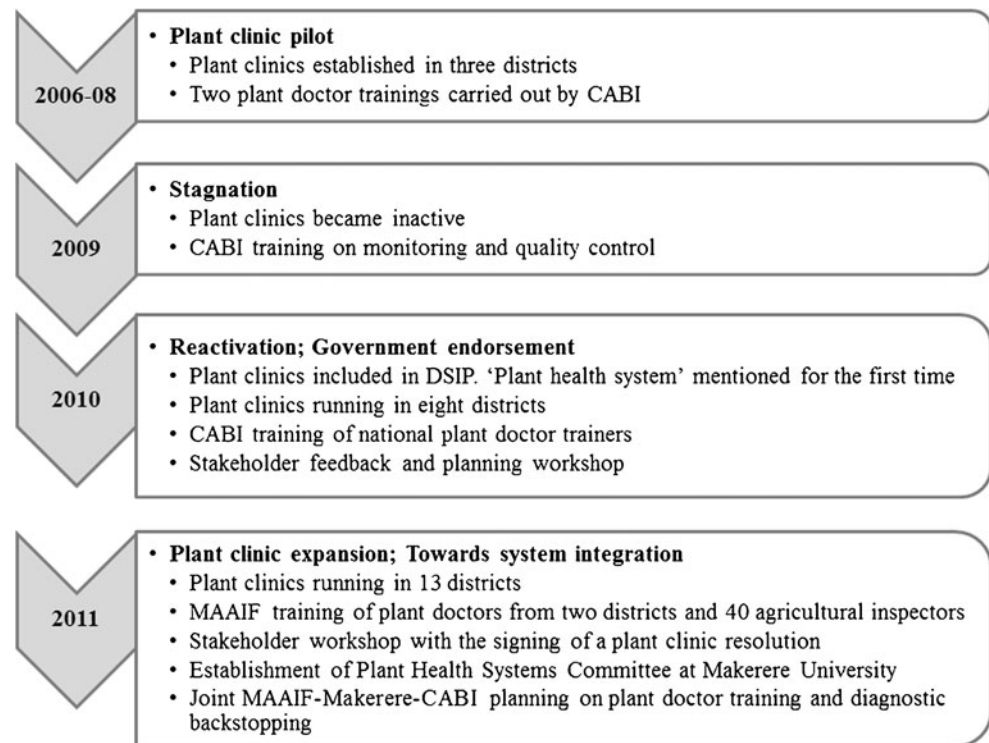 2006-08
• Plant clinic pilot
• Plant clinics established in three districts
• Two plant doctor trainings carried out by CABI
2009
• Stagnation
• Plant clinics became inactive
• CABI training on monitoring and quality control
2010
• Reactivation; Government endorsement
• Plant clinics included in DSIP. ‘Plant health system’ mentioned for the first time
• Plant clinics running in eight districts
• CABI training of national plant doctor trainers
• Stakeholder feedback and planning workshop
2011
• Plant clinic expansion; Towards system integration
• Plant clinics running in 13 districts
• MAAIF training of plant doctors from two districts and 40 agricultural inspectors
• Stakeholder workshop with the signing of a plant clinic resolution
• Establishment of Plant Health Systems Committee at Makerere University
• Joint MAAIF-Makerere-CABI planning on plant doctor training and diagnostic
backstopping